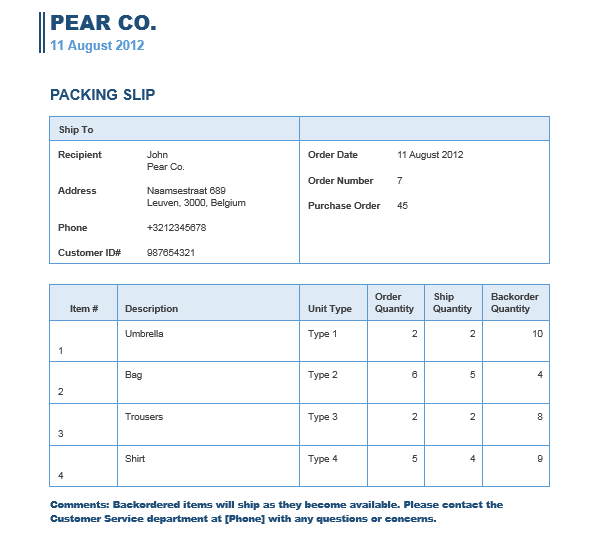 PEAR CO.
11 August 2012
PACKING SLIP
Ship To
Recipient John
Pear Co.
Address Naamsestraat 689
Leuven, 3000, Belgium
Phone +3212345678
Customer ID# 987654321
Order Date 11 August 2012
Order Number 7
Purchase Order 45
Item # Description Unit Type Order Quantity Ship Quantity Backorder Quantity
1 Umbrella Type 1 2 2 10
2 Bag Type 2 6 5 4
3 Trousers Type 3 2 2 8
4 Shirt Type 4 5 4 9
Comments: Backordered items will ship as they become available. Please contact the
Customer Service department at [Phone] with any questions or concerns.